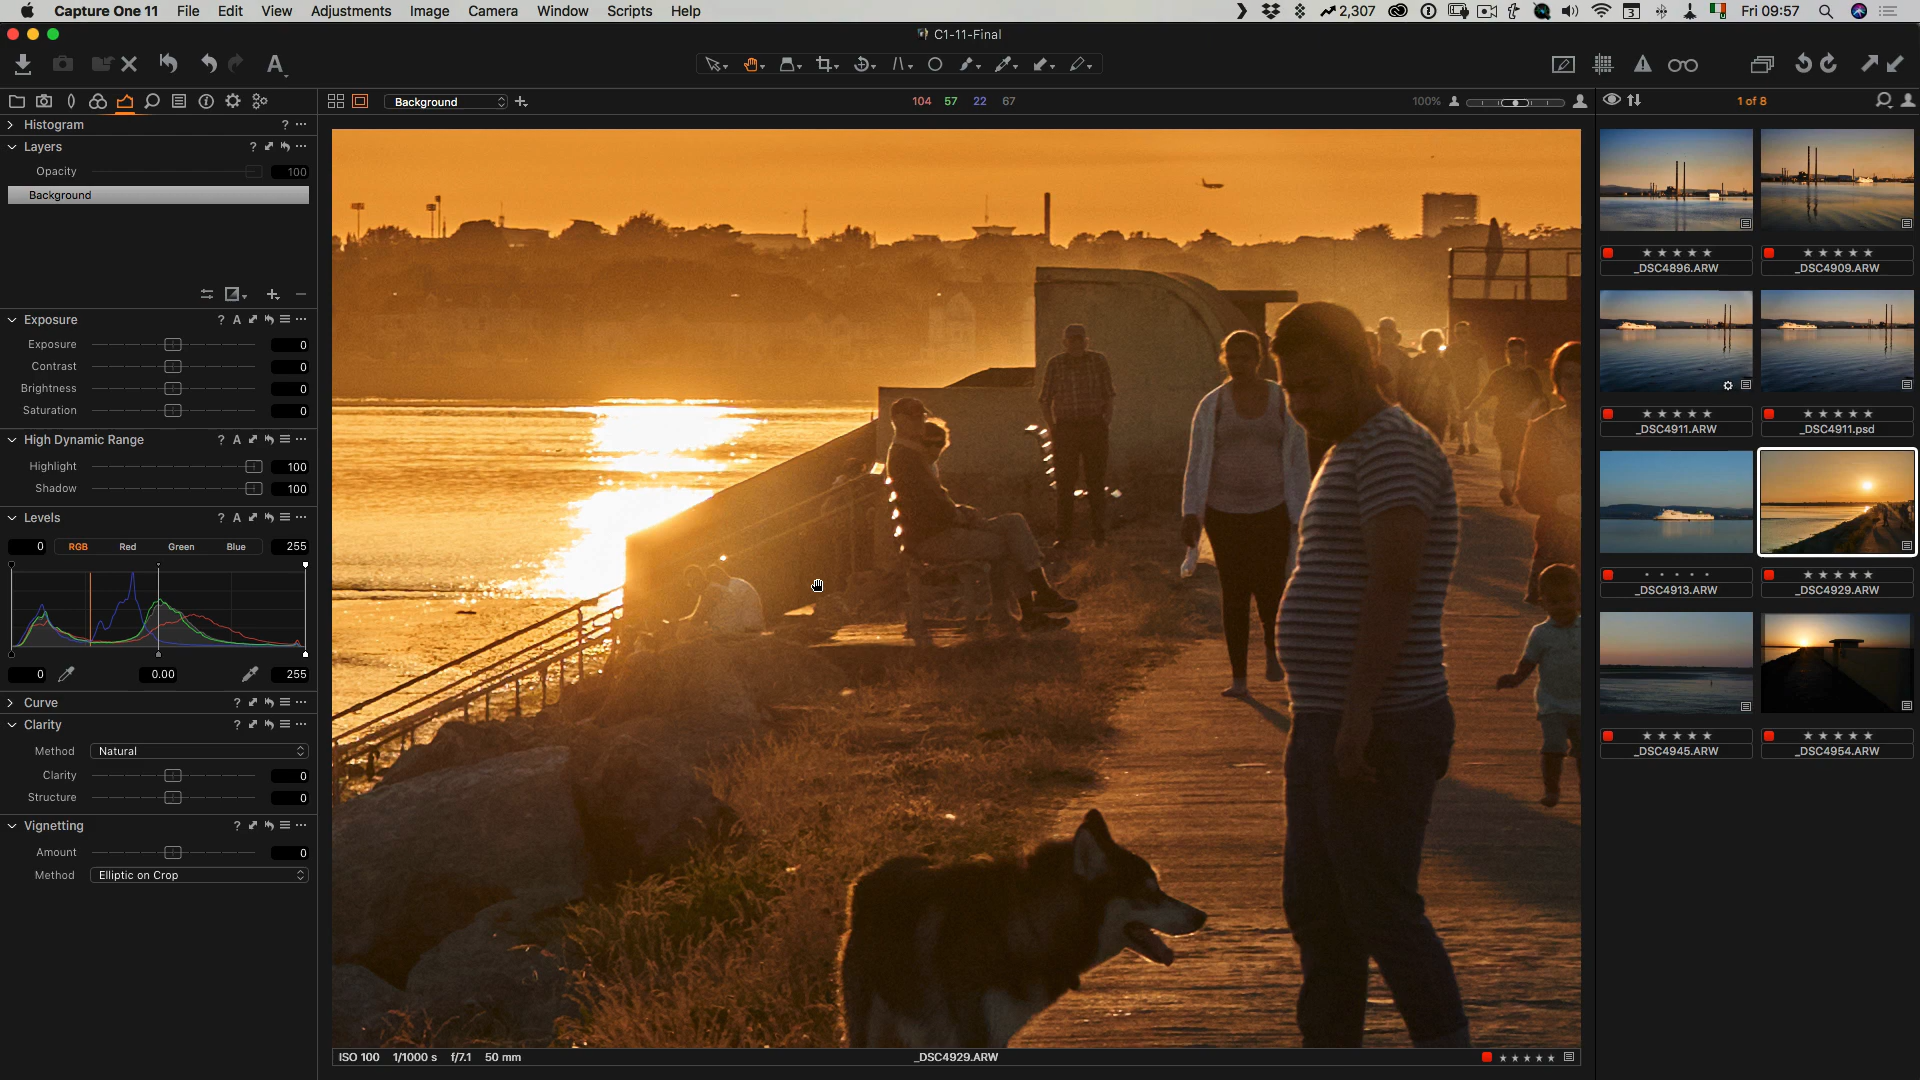 Capture One 11 File Edit View Adjustments Image Camera Window Scripts Help 2,307 3 Fri 09:57
C1-11-Final
A
Background 104 57 22 67 100% 1 of 8
Histogram ? ...
Layers ? ...
Opacity 100
Background
Exposure ? A ...
Exposure 0
Contrast 0
Brightness 0
Saturation 0
High Dynamic Range ? A ...
Highlight 100
Shadow 100
Levels ? A ...
0 RGB Red Green Blue 255
0 0.00 255
Curve ? ...
Clarity ? ...
Method Natural
Clarity 0
Structure 0
Vignetting ? ...
Amount 0
Method Elliptic on Crop
ISO 100 1/1000 s f/7.1 50 mm _DSC4929.ARW
_DSC4896.ARW _DSC4909.ARW
_DSC4911.ARW _DSC4911.psd
_DSC4913.ARW _DSC4929.ARW
_DSC4945.ARW _DSC4954.ARW